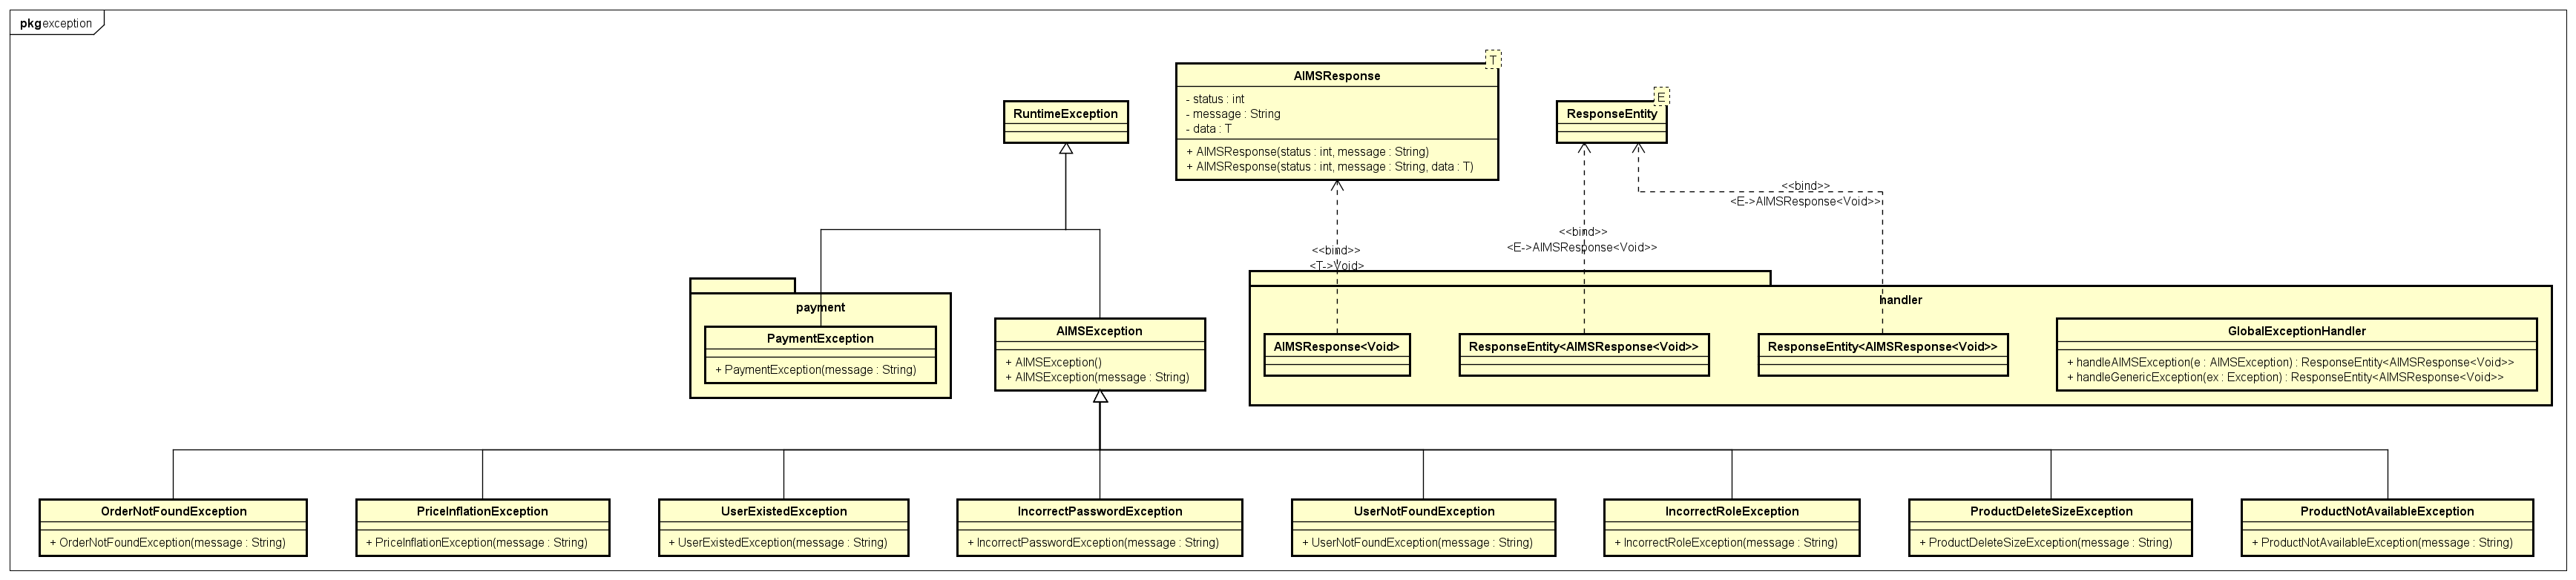 pkg exception
T
AIMSResponse
- status : int
- message : String
- data : T
+ AIMSResponse(status : int, message : String)
+ AIMSResponse(status : int, message : String, data : T)
RuntimeException
E
ResponseEntity
<<bind>>
<E->AIMSResponse<Void>>
<<bind>>
<E->AIMSResponse<Void>>
<<bind>>
<T->Void>
payment
PaymentException
+ PaymentException(message : String)
AIMSException
+ AIMSException()
+ AIMSException(message : String)
handler
AIMSResponse<Void>
ResponseEntity<AIMSResponse<Void>>
ResponseEntity<AIMSResponse<Void>>
GlobalExceptionHandler
+ handleAIMSException(e : AIMSException) : ResponseEntity<AIMSResponse<Void>>
+ handleGenericException(ex : Exception) : ResponseEntity<AIMSResponse<Void>>
OrderNotFoundException
+ OrderNotFoundException(message : String)
PriceInflationException
+ PriceInflationException(message : String)
UserExistedException
+ UserExistedException(message : String)
IncorrectPasswordException
+ IncorrectPasswordException(message : String)
UserNotFoundException
+ UserNotFoundException(message : String)
IncorrectRoleException
+ IncorrectRoleException(message : String)
ProductDeleteSizeException
+ ProductDeleteSizeException(message : String)
ProductNotAvailableException
+ ProductNotAvailableException(message : String)